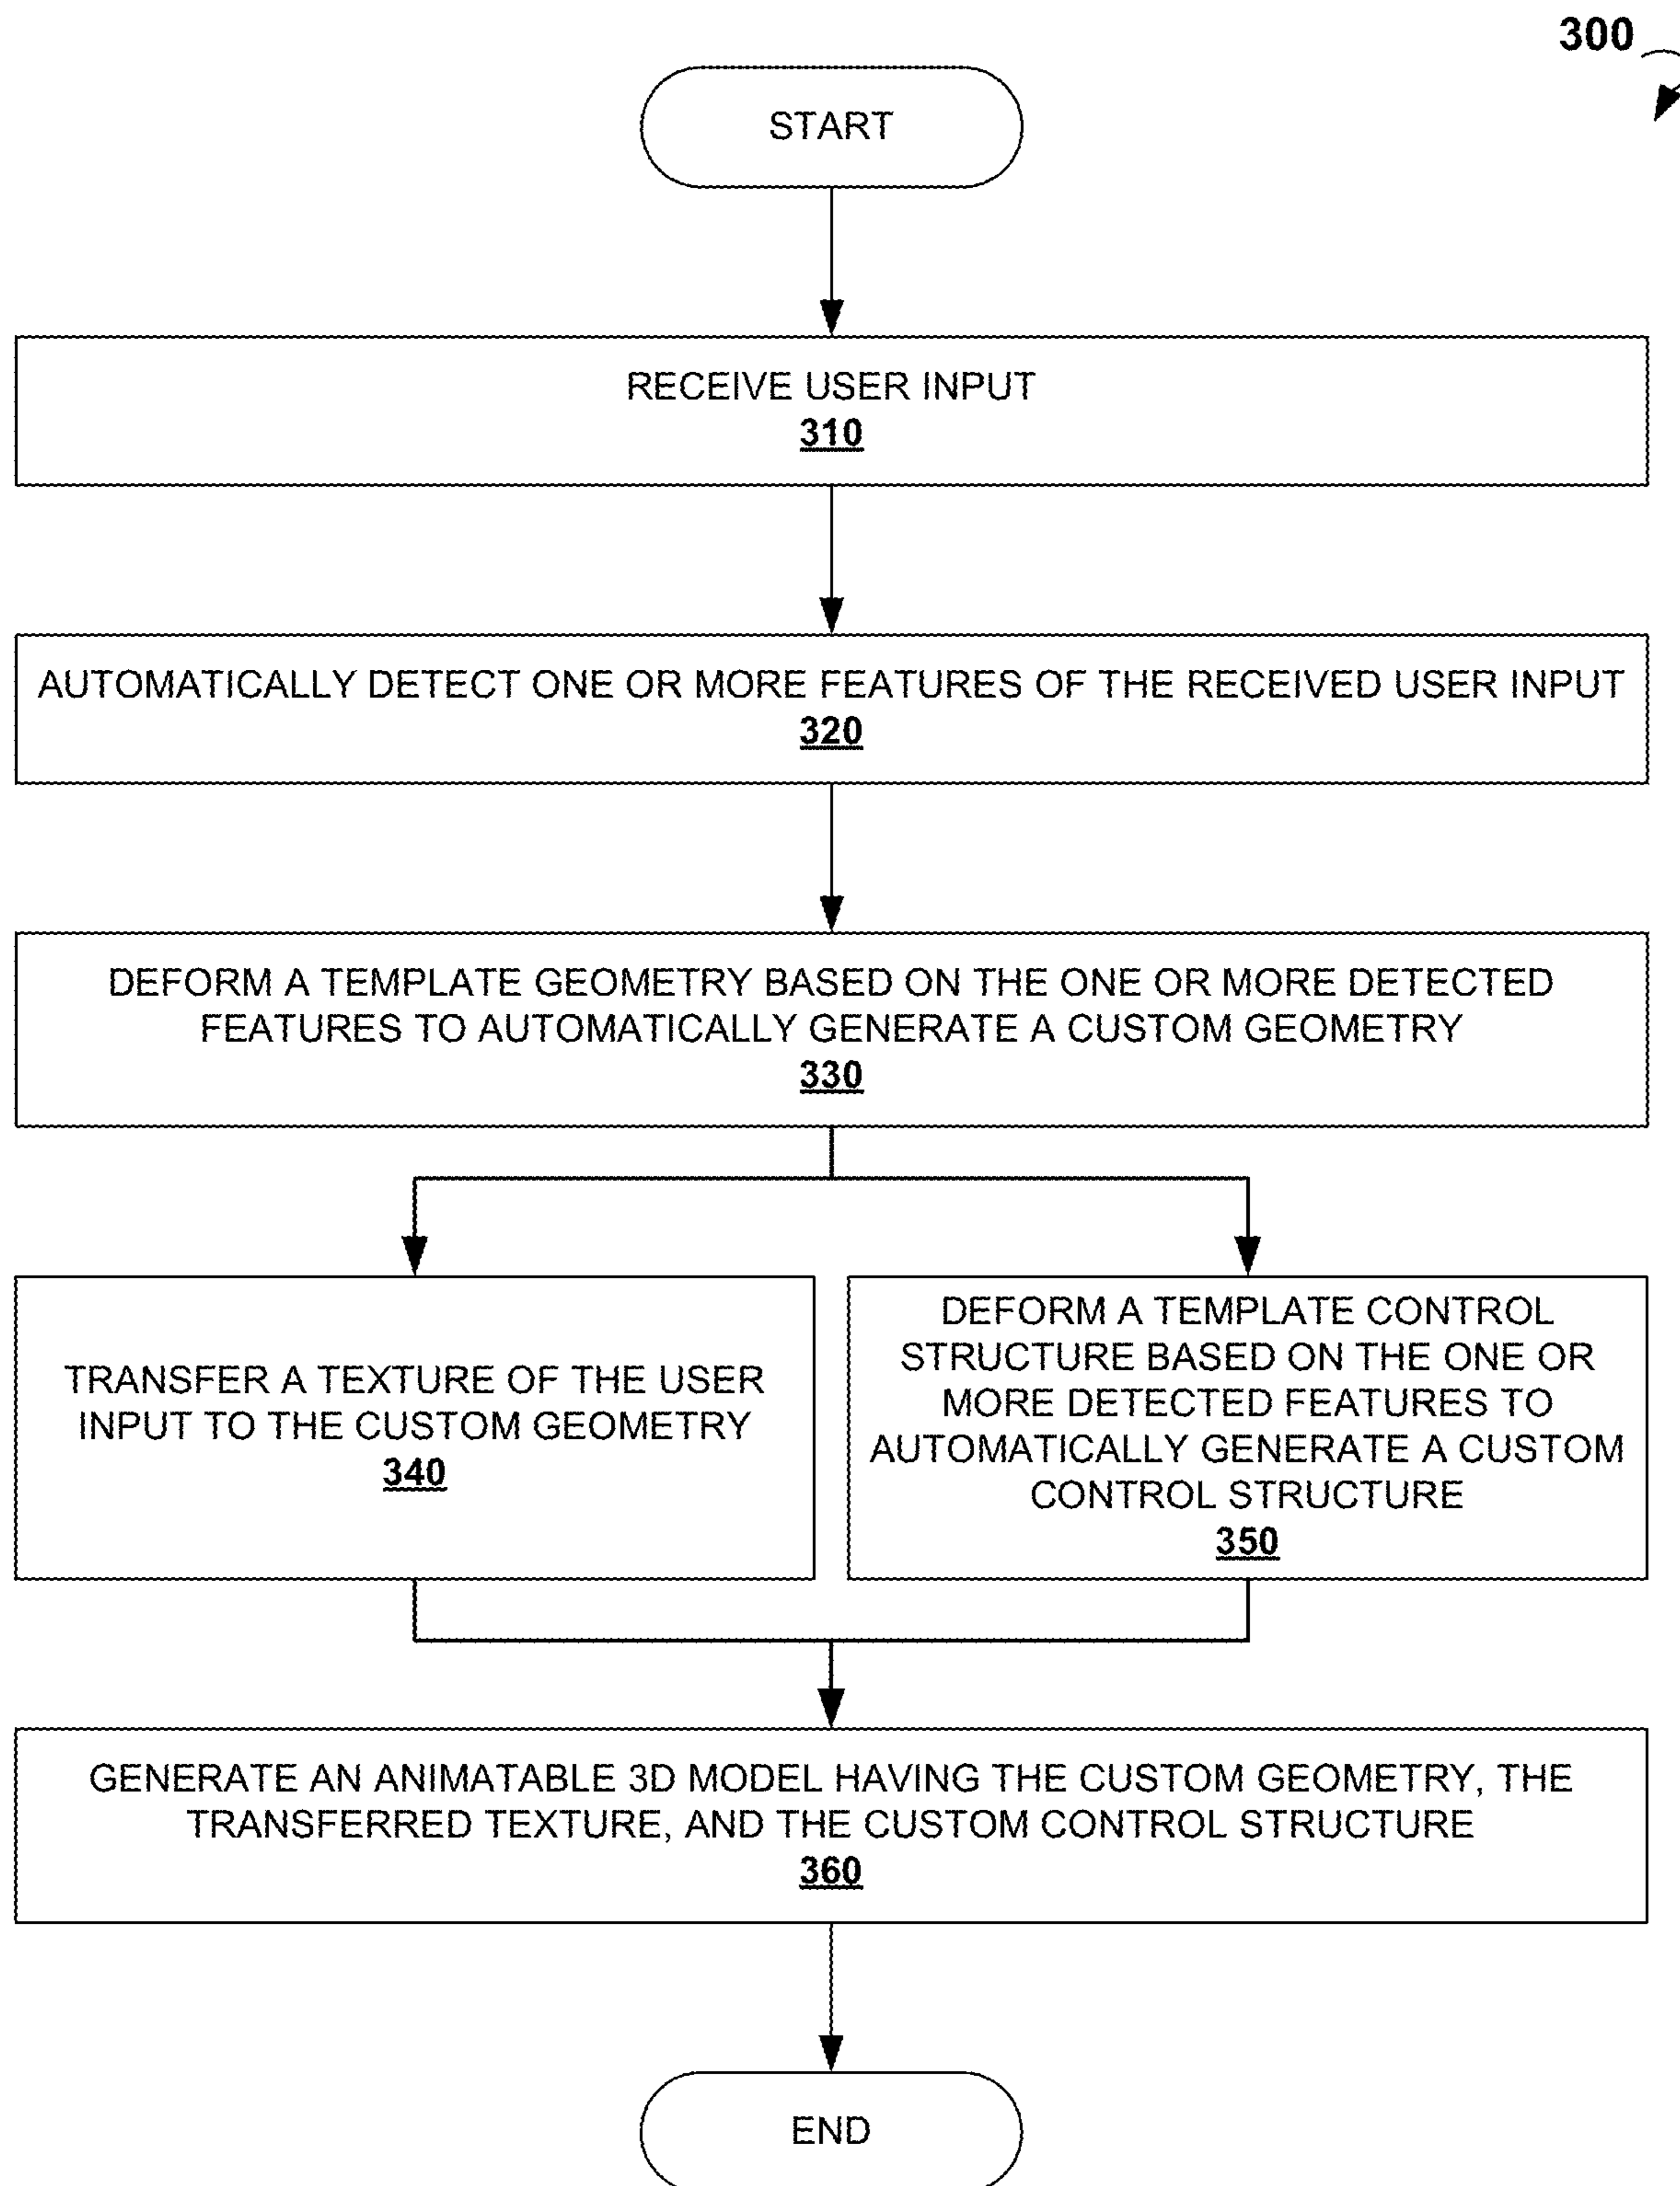 300
START
RECEIVE USER INPUT
310
AUTOMATICALLY DETECT ONE OR MORE FEATURES OF THE RECEIVED USER INPUT
320
DEFORM A TEMPLATE GEOMETRY BASED ON THE ONE OR MORE DETECTED
FEATURES TO AUTOMATICALLY GENERATE A CUSTOM GEOMETRY
330
TRANSFER A TEXTURE OF THE USER
INPUT TO THE CUSTOM GEOMETRY
340
DEFORM A TEMPLATE CONTROL
STRUCTURE BASED ON THE ONE OR
MORE DETECTED FEATURES TO
AUTOMATICALLY GENERATE A CUSTOM
CONTROL STRUCTURE
350
GENERATE AN ANIMATABLE 3D MODEL HAVING THE CUSTOM GEOMETRY, THE
TRANSFERRED TEXTURE, AND THE CUSTOM CONTROL STRUCTURE
360
END